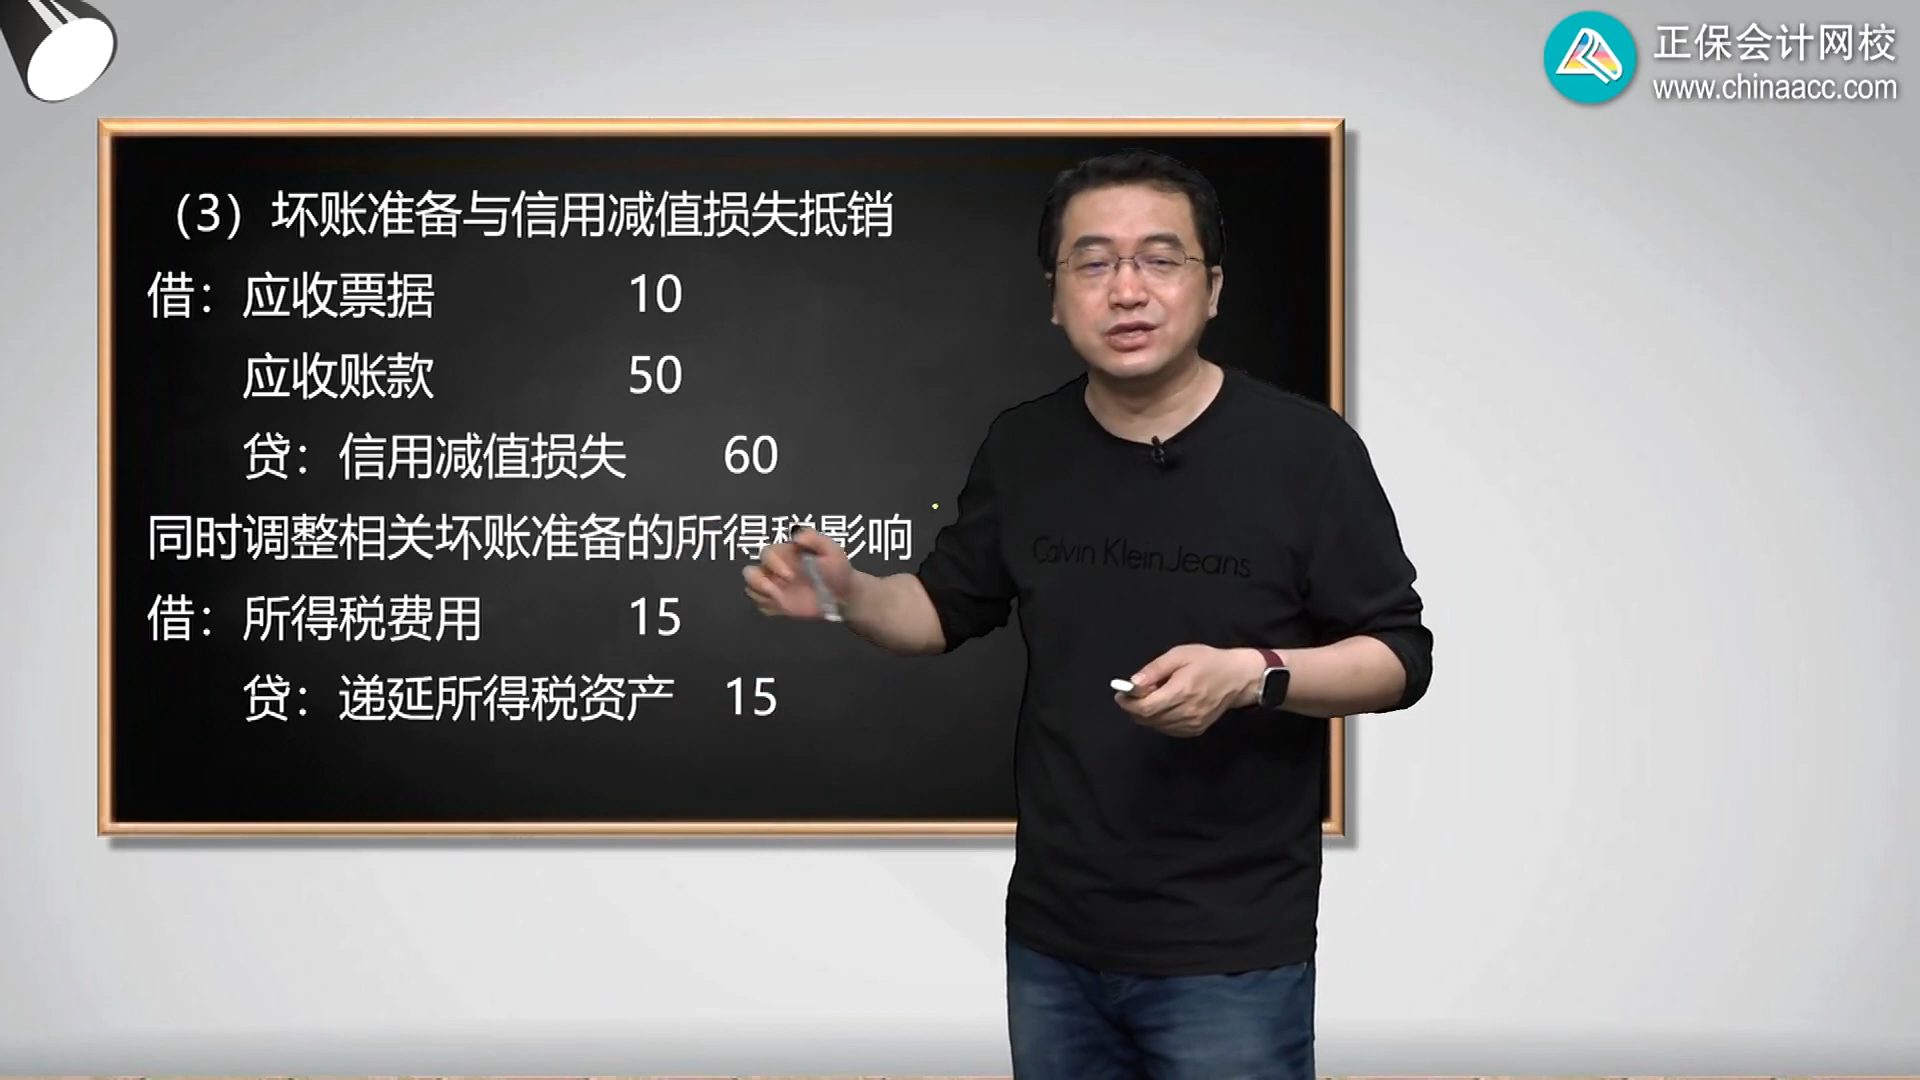 正保会计网校
www.chinaacc.com
（3）坏账准备与信用减值损失抵销
借：应收票据 10
应收账款 50
贷：信用减值损失 60
同时调整相关坏账准备的所得税影响
借：所得税费用 15
贷：递延所得税资产 15
Calvin Klein Jeans